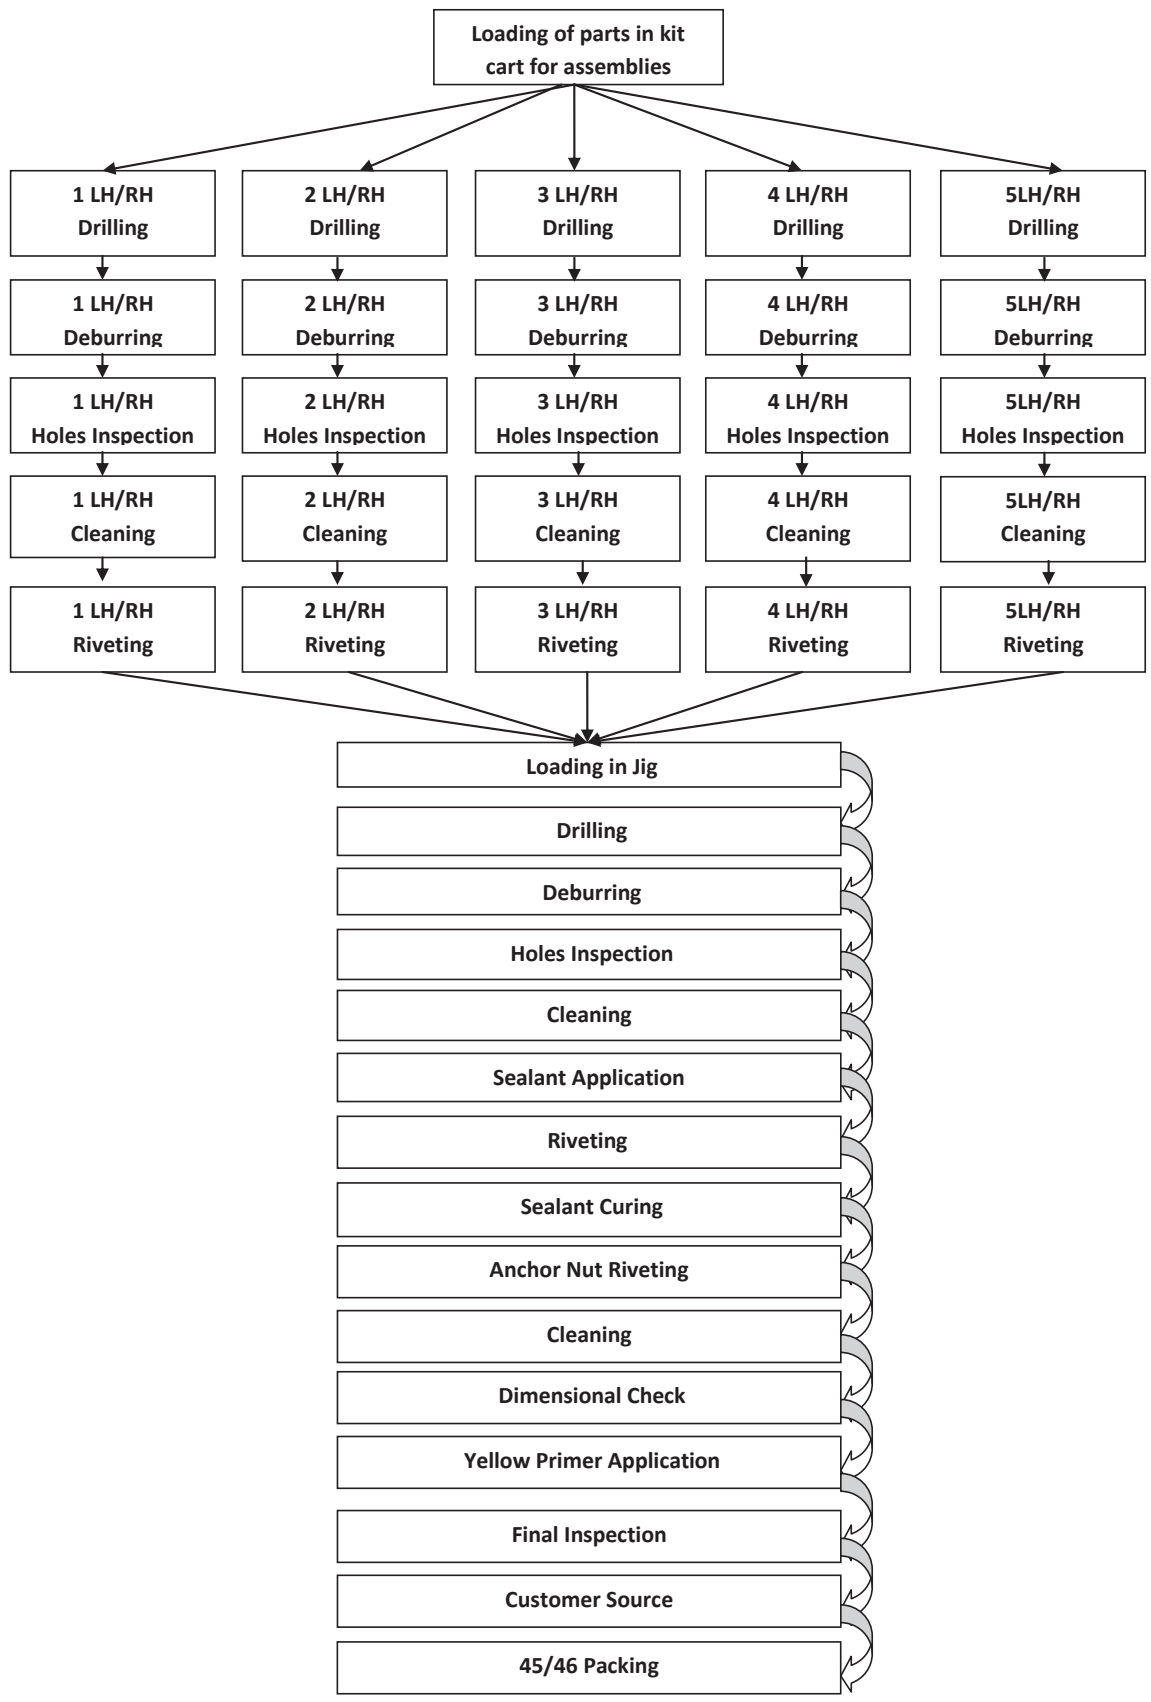 Loading of parts in kit
cart for assemblies
1 LH/RH
Drilling
2 LH/RH
Drilling
3 LH/RH
Drilling
4 LH/RH
Drilling
5LH/RH
Drilling
1 LH/RH
Deburring
2 LH/RH
Deburring
3 LH/RH
Deburring
4 LH/RH
Deburring
5LH/RH
Deburring
1 LH/RH
Holes Inspection
2 LH/RH
Holes Inspection
3 LH/RH
Holes Inspection
4 LH/RH
Holes Inspection
5LH/RH
Holes Inspection
1 LH/RH
Cleaning
2 LH/RH
Cleaning
3 LH/RH
Cleaning
4 LH/RH
Cleaning
5LH/RH
Cleaning
1 LH/RH
Riveting
2 LH/RH
Riveting
3 LH/RH
Riveting
4 LH/RH
Riveting
5LH/RH
Riveting
Loading in Jig
Drilling
Deburring
Holes Inspection
Cleaning
Sealant Application
Riveting
Sealant Curing
Anchor Nut Riveting
Cleaning
Dimensional Check
Yellow Primer Application
Final Inspection
Customer Source
45/46 Packing